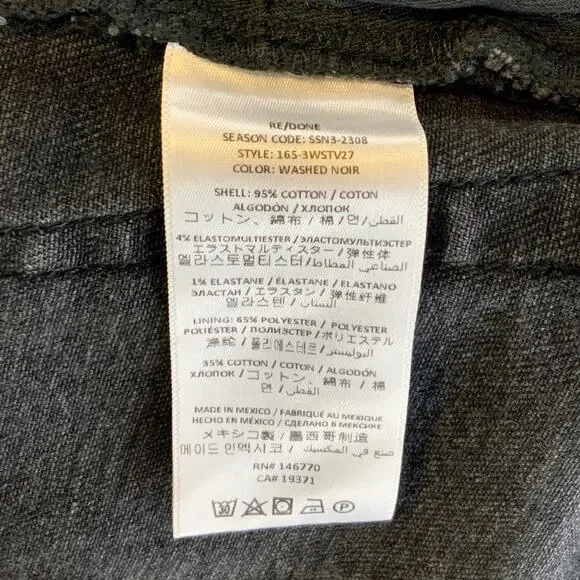 RE/DONE
SEASON CODE: SSN3-2308
STYLE: 165-3WSTV27
COLOR: WASHED NOIR
SHELL: 95% COTTON / COTON
ALGODÓN / ХЛОПОК
コットン、綿布 / 棉 /면 /القطن
4% ELASTOMULTIESTER / ЭЛАСТОМУЛЬТИЭСТЕР
エラストマルティスター / 弹性体
엘라스토멀티스터/الصناعي المطاط
1% ELASTANE / ÉLASTANE / ELASTANO
ЭЛАСТАН / エラスタン / 弹性纤维
엘라스텐 /
LINING: 65% POLYESTER / POLYESTER
POLIÉSTER / ПОЛИЭСТЕР / ポリエステル
涤纶 / 폴리에스테르 / البوليستر
35% COTTON / COTON / ALGODÓN
ХЛОПОК / コットン、綿布 / 棉
면 / القطن
MADE IN MEXICO / FABRIQUÉ AU MEXIQUE
HECHO EN MÉXICO / СДЕЛАНО В МЕКСИКЕ
メキシコ製 / 墨西哥制造
메이드 인멕시코 / صنع في المكسيك
RN# 146770
CA# 19371
30 P